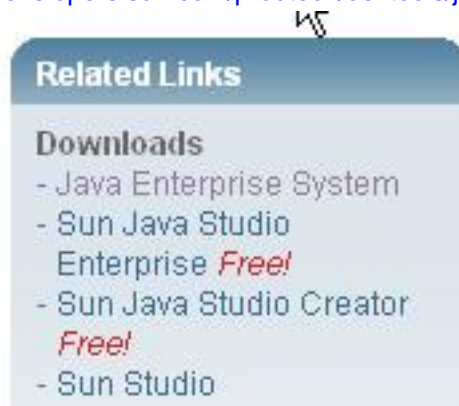 Related Links
Downloads
- Java Enterprise System
- Sun Java Studio
Enterprise Free!
- Sun Java Studio Creator
Free!
- Sun Studio